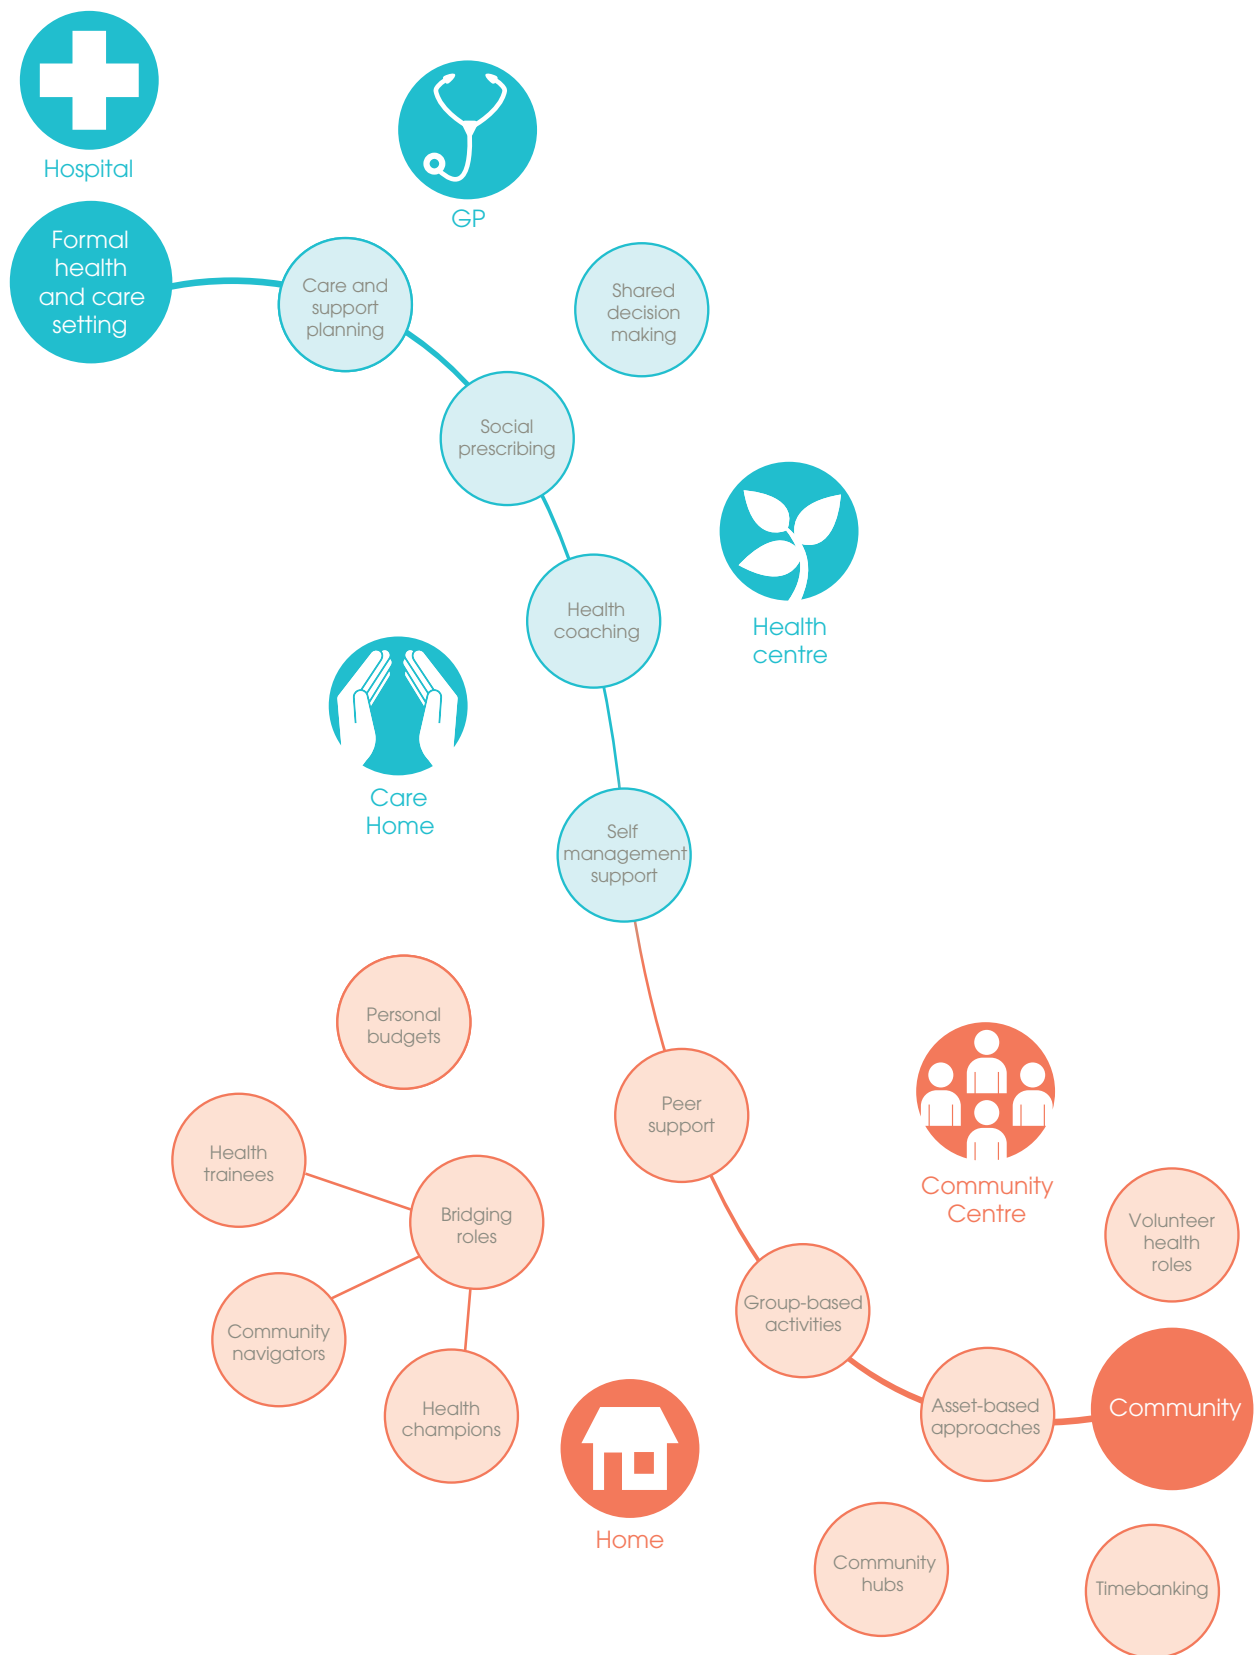 Hospital
GP
Formal
health
and care
setting
Care and
support
planning
Shared
decision
making
Social
prescribing
Health
coaching
Health
centre
Care
Home
Self
management
support
Personal
budgets
Peer
support
Health
trainees
Bridging
roles
Community
Centre
Volunteer
health
roles
Community
navigators
Group-based
activities
Health
champions
Asset-based
approaches
Community
Home
Community
hubs
Timebanking